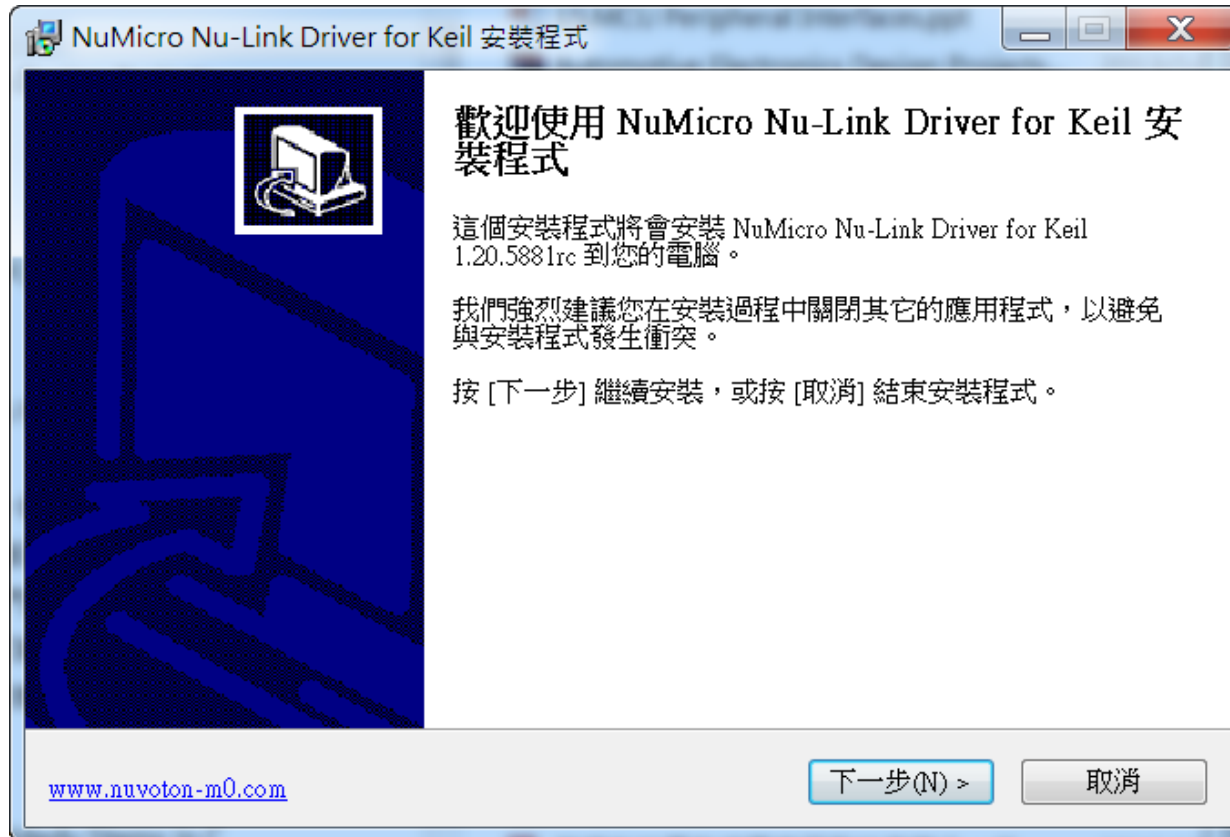 NuMicro Nu-Link Driver for Keil 安裝程式
歡迎使用 NuMicro Nu-Link Driver for Keil 安
裝程式
這個安裝程式將會安裝 NuMicro Nu-Link Driver for Keil
1.20.5881rc 到您的電腦。
我們強烈建議您在安裝過程中關閉其它的應用程式，以避免
與安裝程式發生衝突。
按 [下一步] 繼續安裝，或按 [取消] 結束安裝程式。
www.nuvoton-m0.com
下一步(N) >
取消